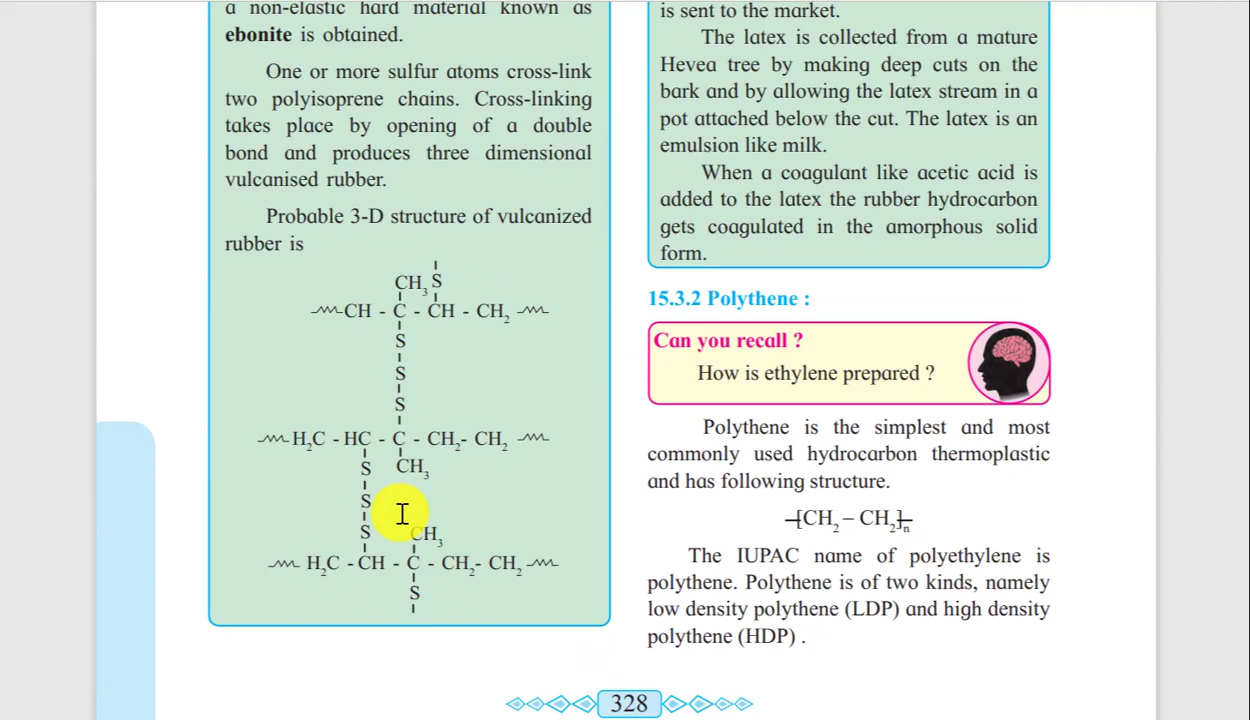 a non-elastic hard material known as
ebonite is obtained.
One or more sulfur atoms cross-link
two polyisoprene chains. Cross-linking
takes place by opening of a double
bond and produces three dimensional
vulcanised rubber.
Probable 3-D structure of vulcanized
rubber is
CH₃ S
CH - C - CH - CH₂
S
S
S
H₂C - HC - C - CH₂- CH₂
S CH₃
S
S CH₃
H₂C - CH - C - CH₂- CH₂
S
is sent to the market.
The latex is collected from a mature
Hevea tree by making deep cuts on the
bark and by allowing the latex stream in a
pot attached below the cut. The latex is an
emulsion like milk.
When a coagulant like acetic acid is
added to the latex the rubber hydrocarbon
gets coagulated in the amorphous solid
form.
15.3.2 Polythene :
Can you recall ?
How is ethylene prepared ?
Polythene is the simplest and most
commonly used hydrocarbon thermoplastic
and has following structure.
-[CH₂ – CH₂]-ₙ
The IUPAC name of polyethylene is
polythene. Polythene is of two kinds, namely
low density polythene (LDP) and high density
polythene (HDP) .
328